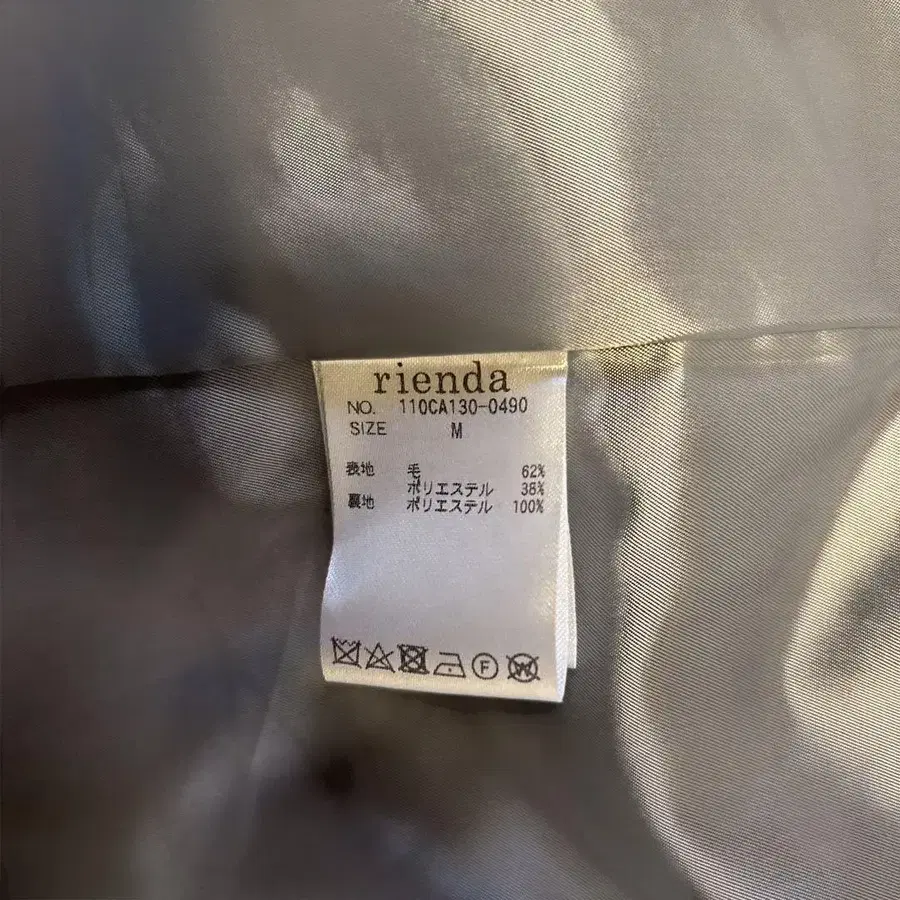 rienda
NO. 110CA130-0490
SIZE M
表地 毛 62%
ポリエステル 38%
裏地 ポリエステル 100%
F
W